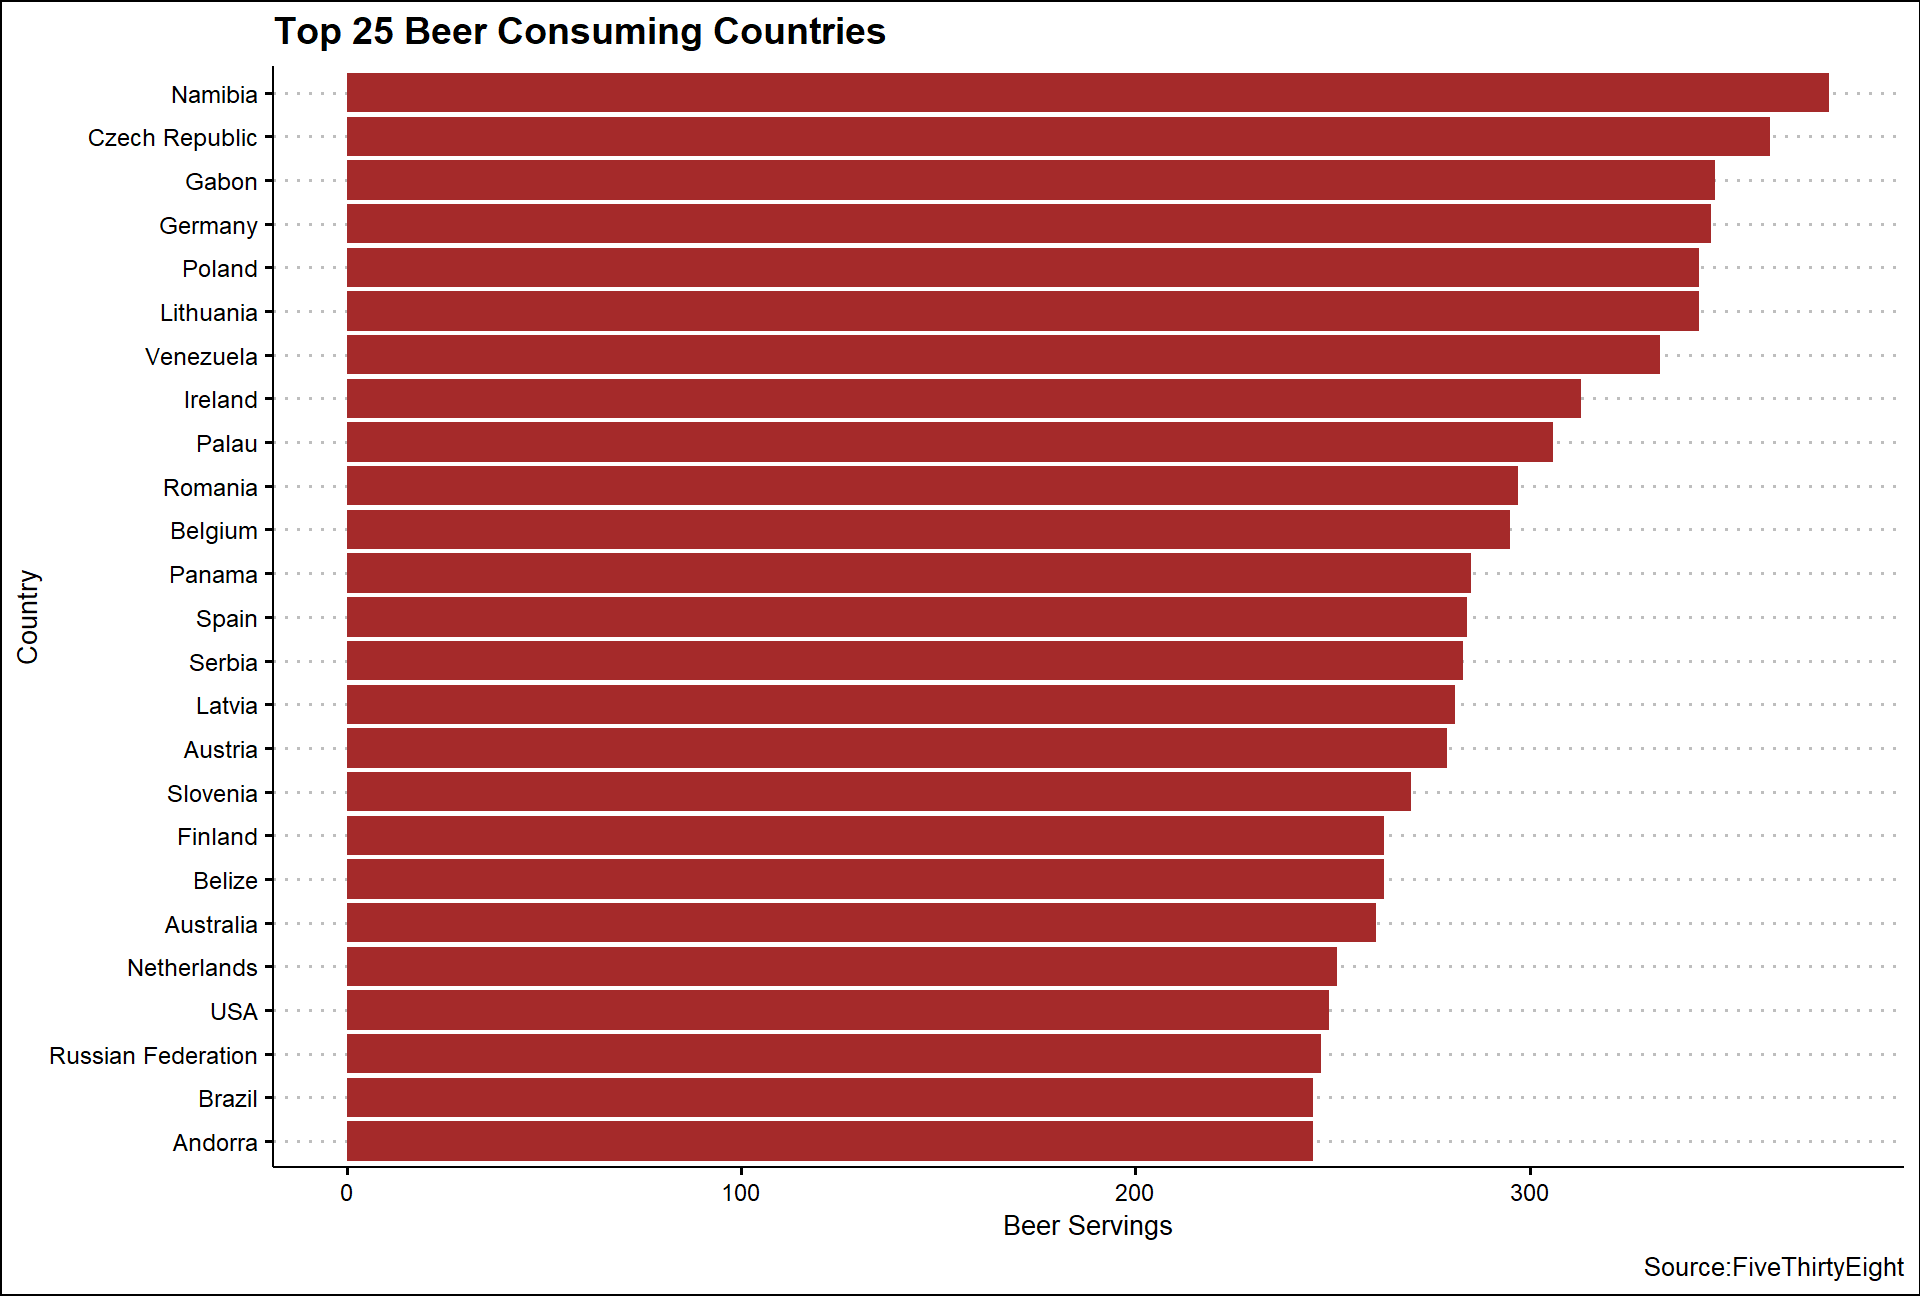 Top 25 Beer Consuming Countries
Namibia
Czech Republic
Gabon
Germany
Poland
Lithuania
Venezuela
Ireland
Palau
Romania
Belgium
Panama
Spain
Serbia
Latvia
Austria
Slovenia
Finland
Belize
Australia
Netherlands
USA
Russian Federation
Brazil
Andorra
Country
0 100 200 300
Beer Servings
Source:FiveThirtyEight